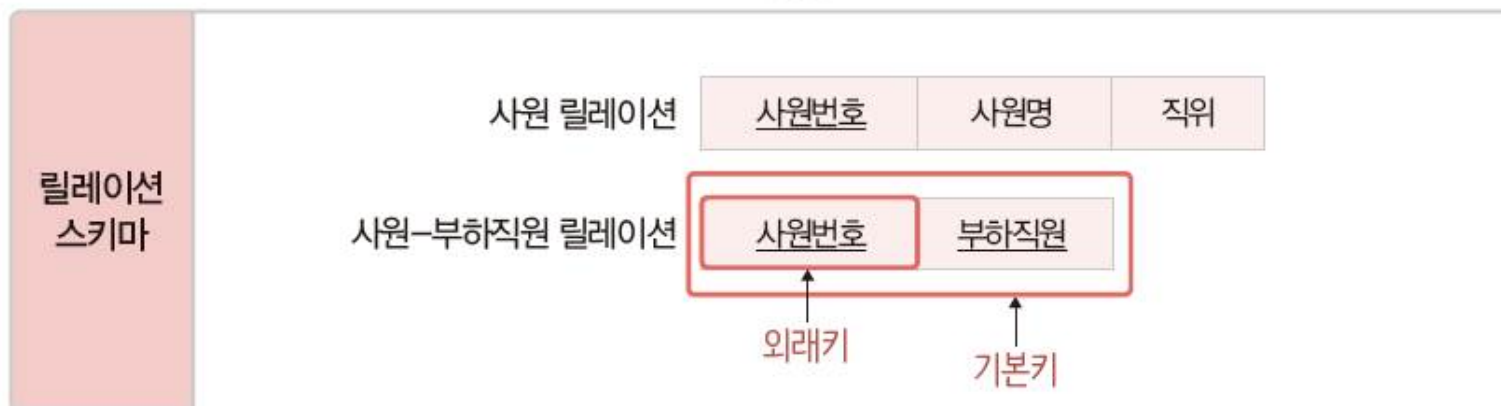 릴레이션
스키마
사원 릴레이션 사원번호 사원명 직위
사원-부하직원 릴레이션 사원번호 부하직원
외래키
기본키